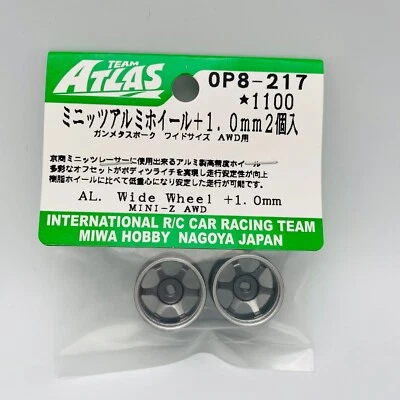 TEAM
ATLAS
OP8-217
★1100
ミニッツアルミホイール+1.0mm2個入
ガンメタスポーク ワイドサイズ AWD用
京商ミニッツレーサーに使用出来るアルミ製高精度ホイール
多彩なオフセットがボディツライチを実現し走行安定性が向上
樹脂ホイールに比べて低重心になり安定した走行が可能です。
AL. Wide Wheel +1.0mm
MINI-Z AWD
INTERNATIONAL R/C CAR RACING TEAM
MIWA HOBBY NAGOYA JAPAN